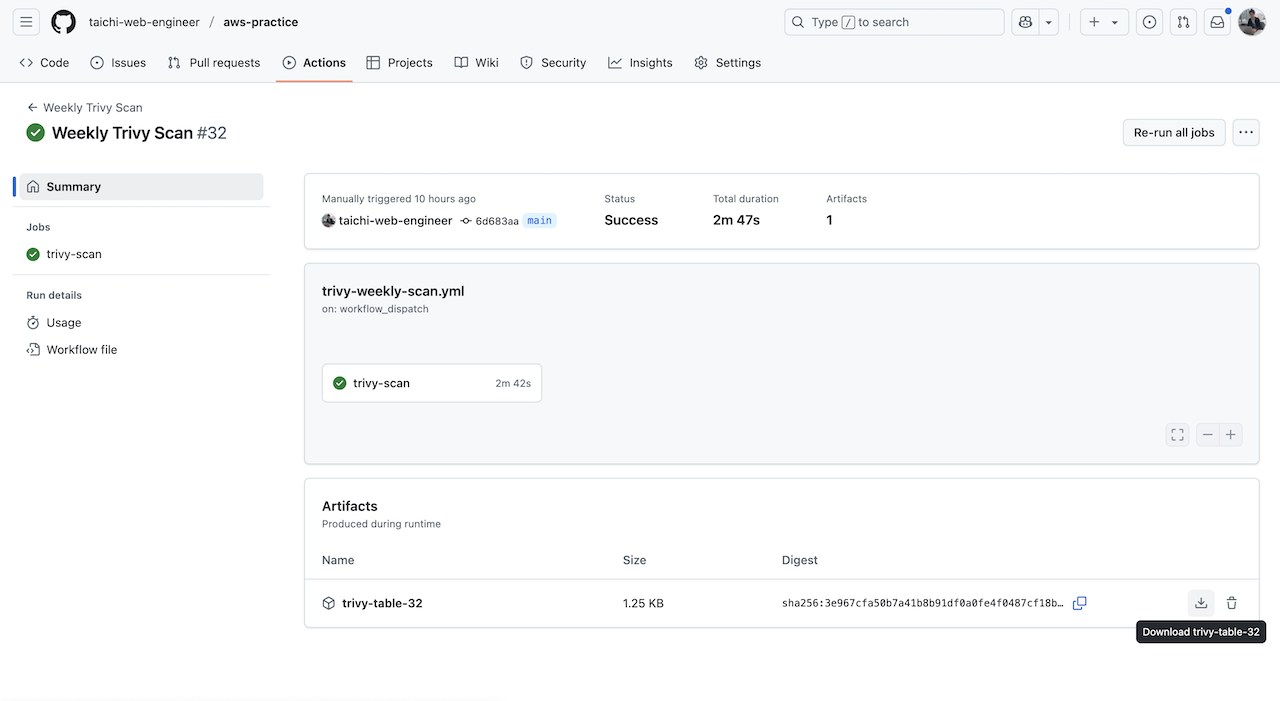 taichi-web-engineer / aws-practice
Type / to search
Code Issues Pull requests Actions Projects Wiki Security Insights Settings
Weekly Trivy Scan
Weekly Trivy Scan #32
Re-run all jobs
Summary
Jobs
trivy-scan
Run details
Usage
Workflow file
Manually triggered 10 hours ago
taichi-web-engineer 6d683aa main
Status
Success
Total duration
2m 47s
Artifacts
1
trivy-weekly-scan.yml
on: workflow_dispatch
trivy-scan 2m 42s
Artifacts
Produced during runtime
Name Size Digest
trivy-table-32 1.25 KB sha256:3e967cfa50b7a41b8b91df0a0fe4f0487cf18b…
Download trivy-table-32